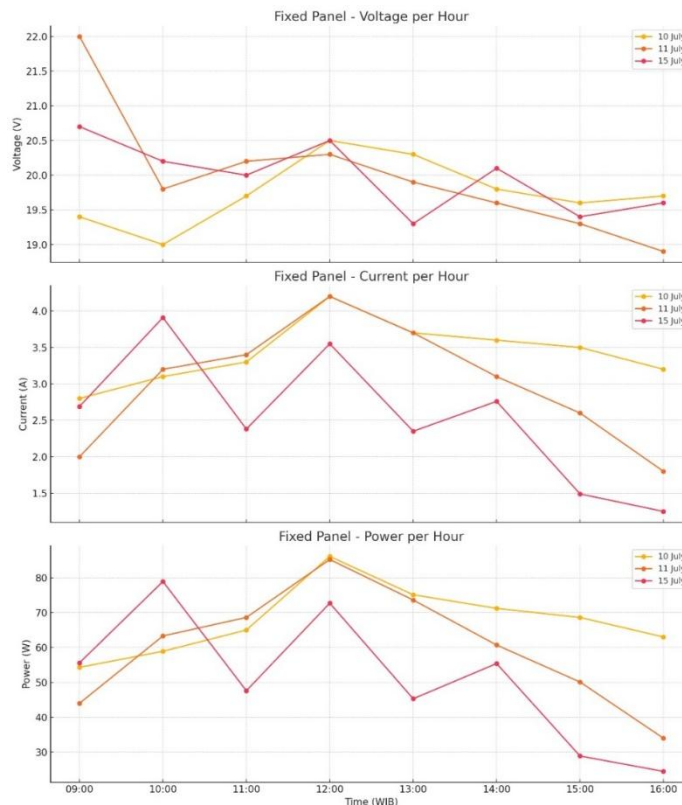 Fixed Panel - Voltage per Hour
10 July
11 July
15 July
22.0
21.5
21.0
20.5
20.0
19.5
19.0
Voltage (V)
Fixed Panel - Current per Hour
10 July
11 July
15 July
4.0
3.5
3.0
2.5
2.0
1.5
Current (A)
Fixed Panel - Power per Hour
10 July
11 July
15 July
80
70
60
50
40
30
Power (W)
09:00 10:00 11:00 12:00 13:00 14:00 15:00 16:00
Time (WIB)